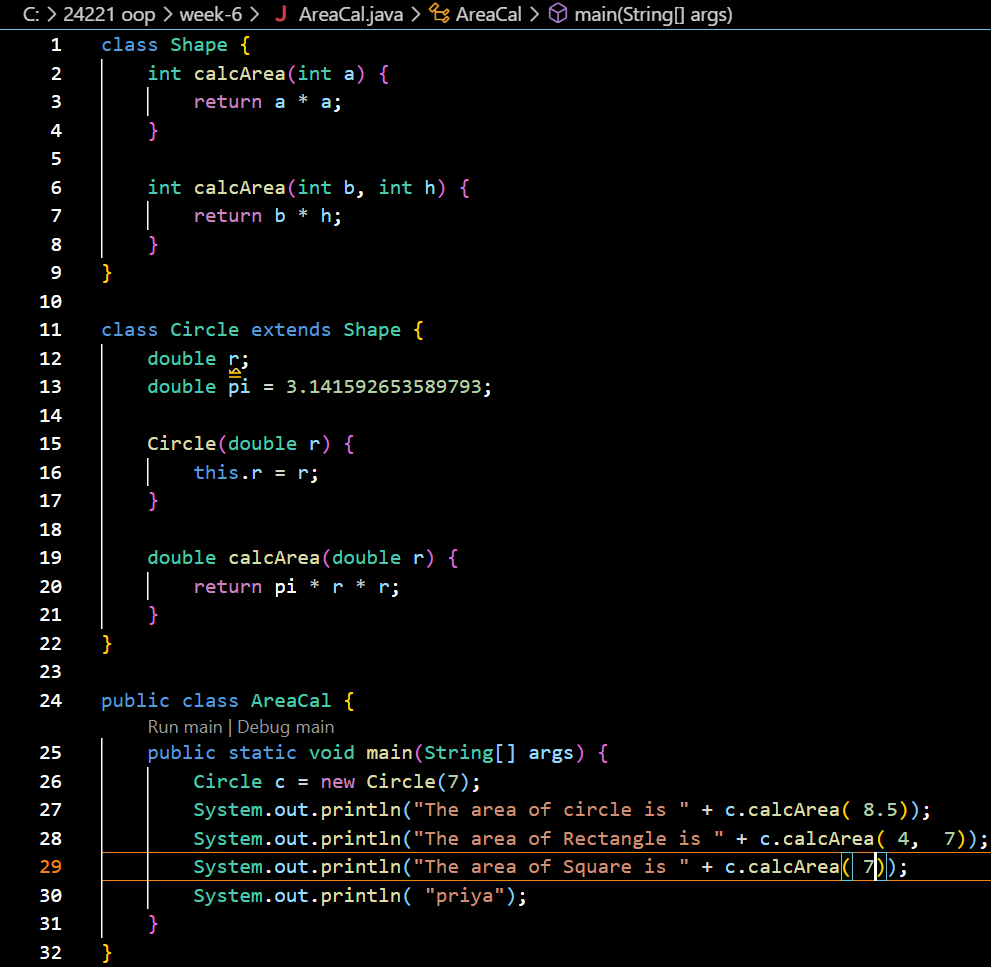 C: > 24221 oop > week-6 > J AreaCal.java > AreaCal > main(String[] args)
1 class Shape {
2 int calcArea(int a) {
3 return a * a;
4 }
5
6 int calcArea(int b, int h) {
7 return b * h;
8 }
9 }
10
11 class Circle extends Shape {
12 double r;
13 double pi = 3.141592653589793;
14
15 Circle(double r) {
16 this.r = r;
17 }
18
19 double calcArea(double r) {
20 return pi * r * r;
21 }
22 }
23
24 public class AreaCal {
Run main | Debug main
25 public static void main(String[] args) {
26 Circle c = new Circle(7);
27 System.out.println("The area of circle is " + c.calcArea( 8.5));
28 System.out.println("The area of Rectangle is " + c.calcArea( 4, 7));
29 System.out.println("The area of Square is " + c.calcArea( 7));
30 System.out.println( "priya");
31 }
32 }